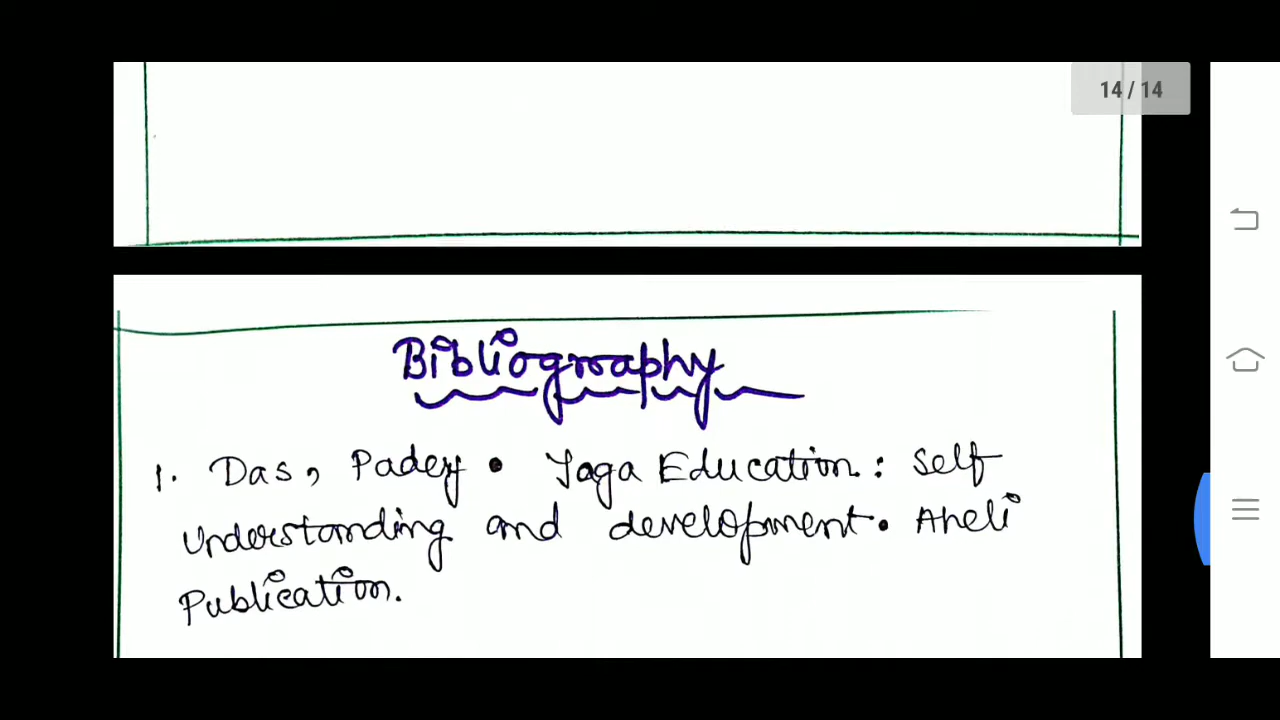 14 / 14
Bibliography
1. Das, Padey • Yoga Education : Self
Understanding and development. Aheli
Publication.